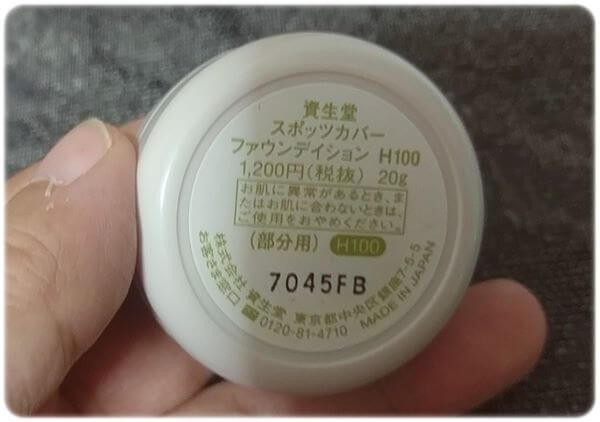 資生堂
スポッツカバー
ファウンデイション H100
1,200円(税抜) 20g
お肌に異常があるとき、ま
たはお肌に合わないときは、
ご使用をおやめください。
(部分用) H100
7045FB
株式会社 資生堂 東京都中央区銀座7-5-5
お客さま窓口 0120-81-4710 MADE IN JAPAN